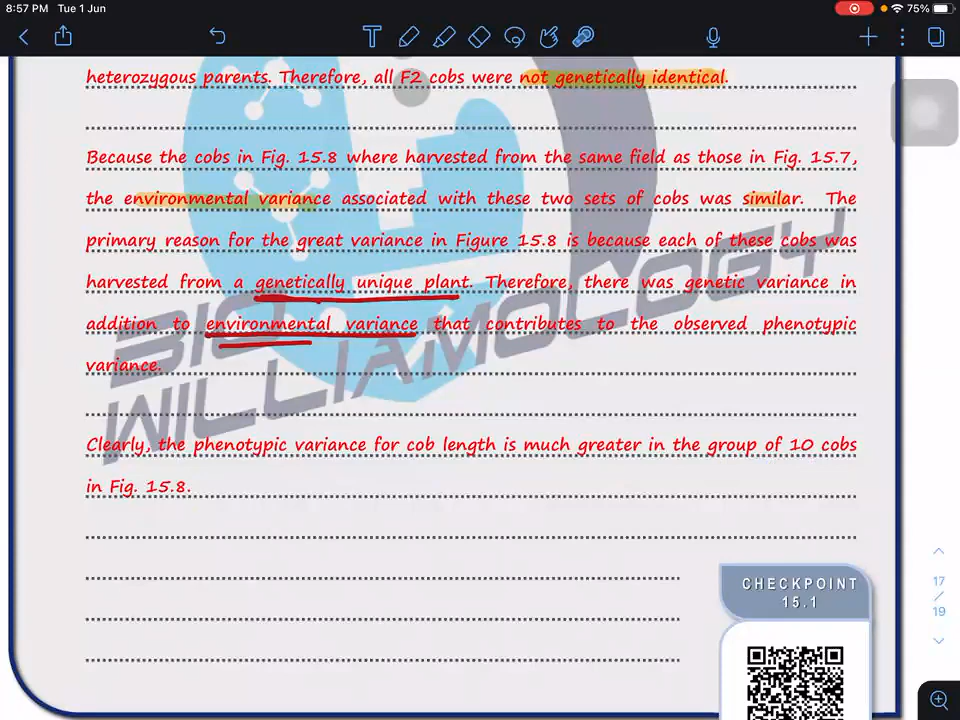 8:57 PM Tue 1 Jun 75%
heterozygous parents. Therefore, all F2 cobs were not genetically identical.
Because the cobs in Fig. 15.8 where harvested from the same field as those in Fig. 15.7,
the environmental variance associated with these two sets of cobs was similar. The
primary reason for the great variance in Figure 15.8 is because each of these cobs was
harvested from a genetically unique plant. Therefore, there was genetic variance in
addition to environmental variance that contributes to the observed phenotypic
variance.
BIO
WILLIAMOLOGY
Clearly, the phenotypic variance for cob length is much greater in the group of 10 cobs
in Fig. 15.8.
17
/
19
CHECKPOINT
15.1